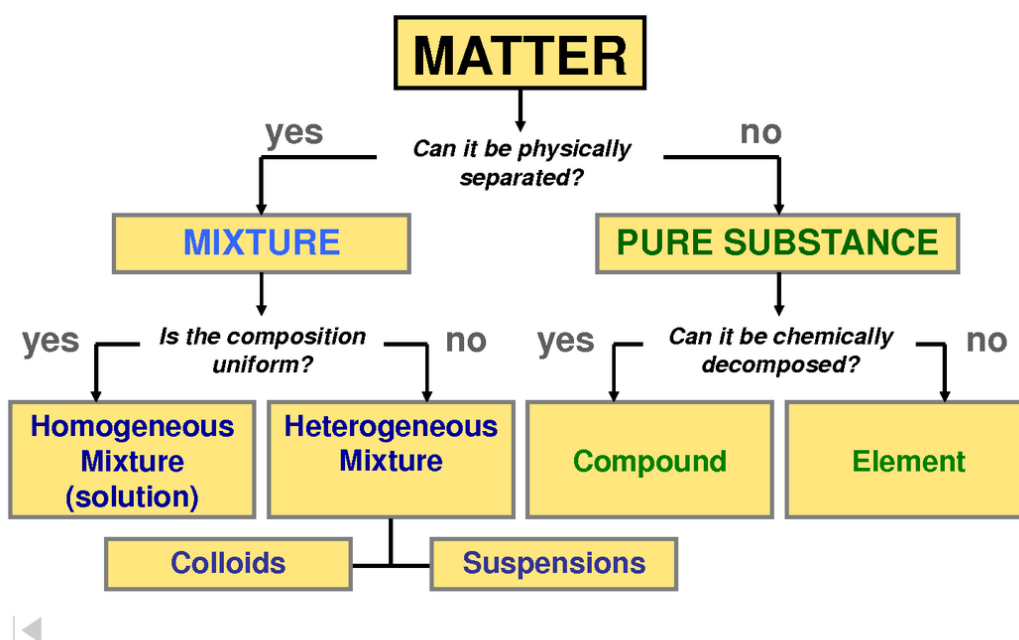 MATTER
yes
no
Can it be physically
separated?
MIXTURE
PURE SUBSTANCE
yes
Is the composition
uniform?
no
yes
Can it be chemically
decomposed?
no
Homogeneous
Mixture
(solution)
Heterogeneous
Mixture
Compound
Element
Colloids
Suspensions